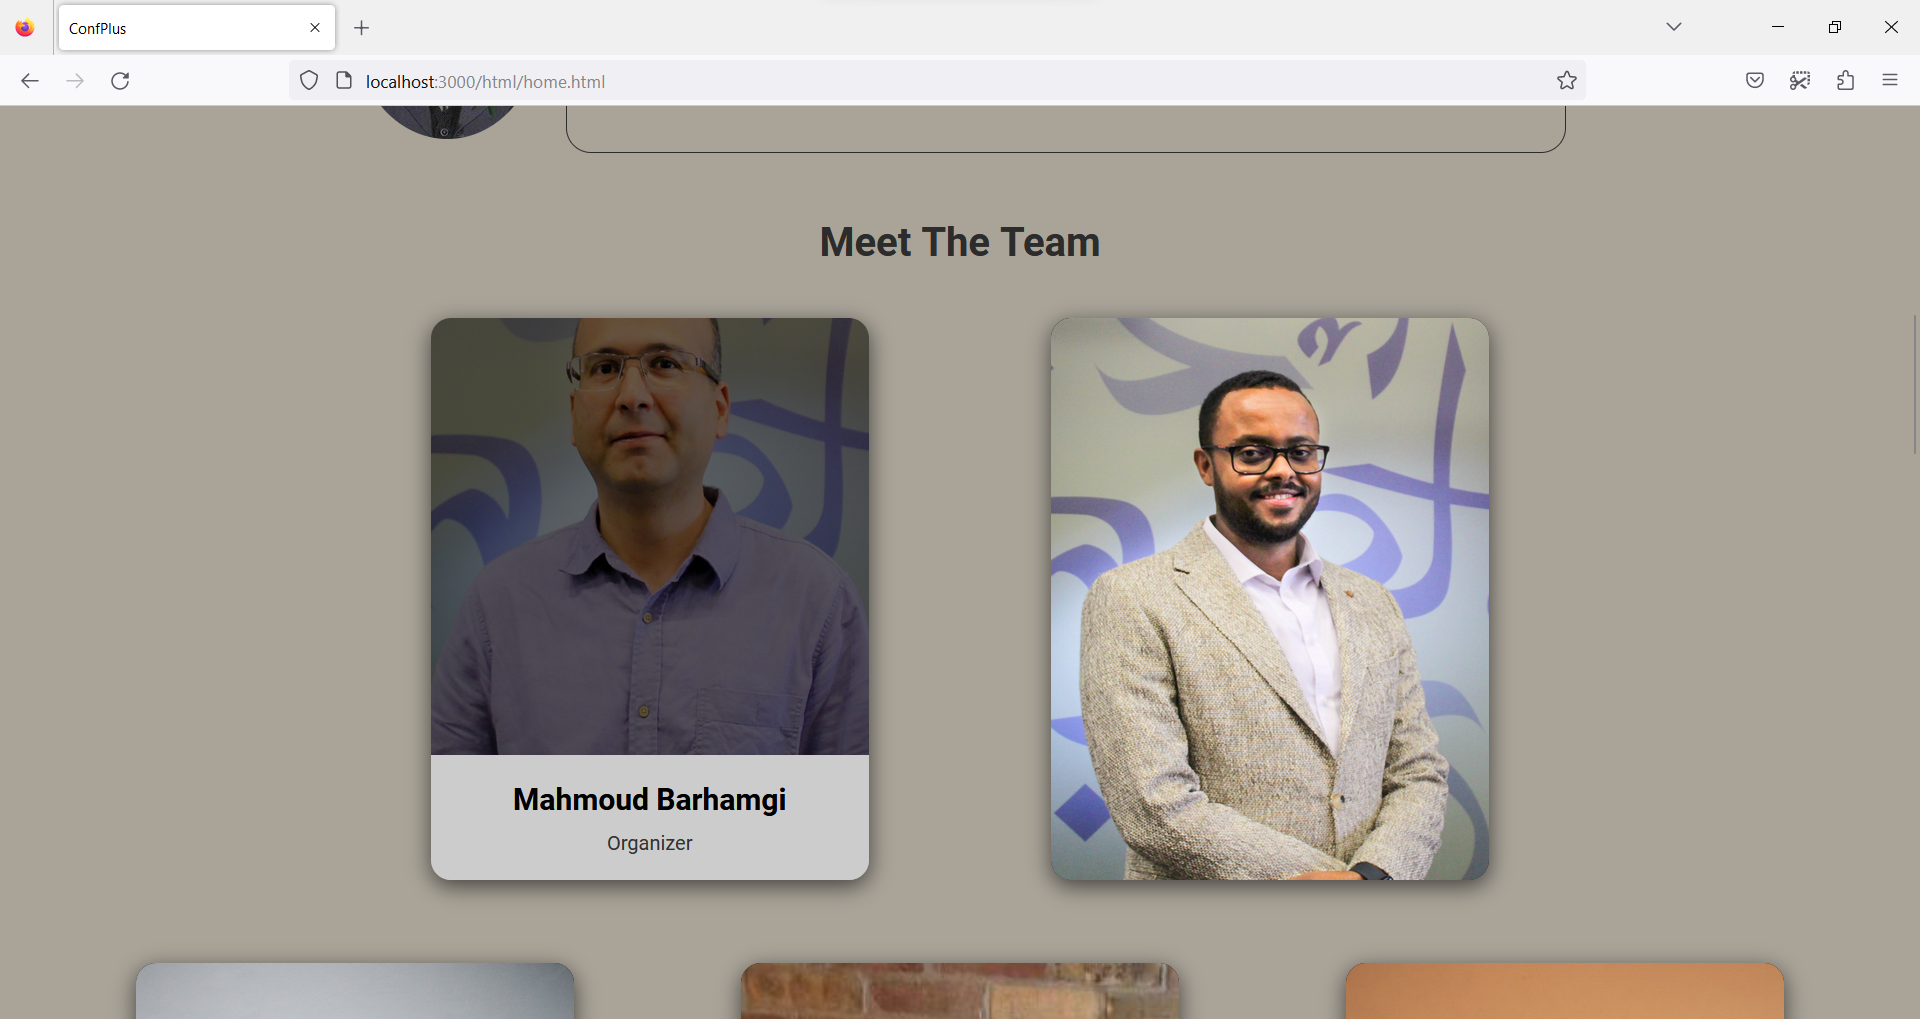 ConfPlus
localhost:3000/html/home.html
Meet The Team
Mahmoud Barhamgi
Organizer